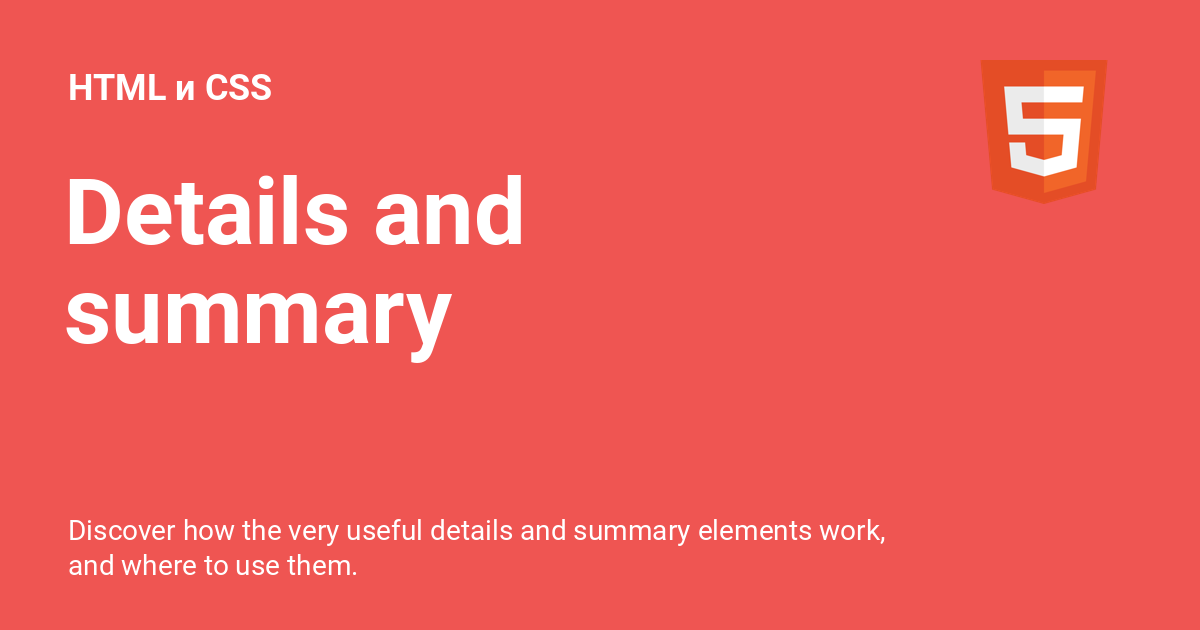 HTML и CSS
Details and
summary
Discover how the very useful details and summary elements work,
and where to use them.
5